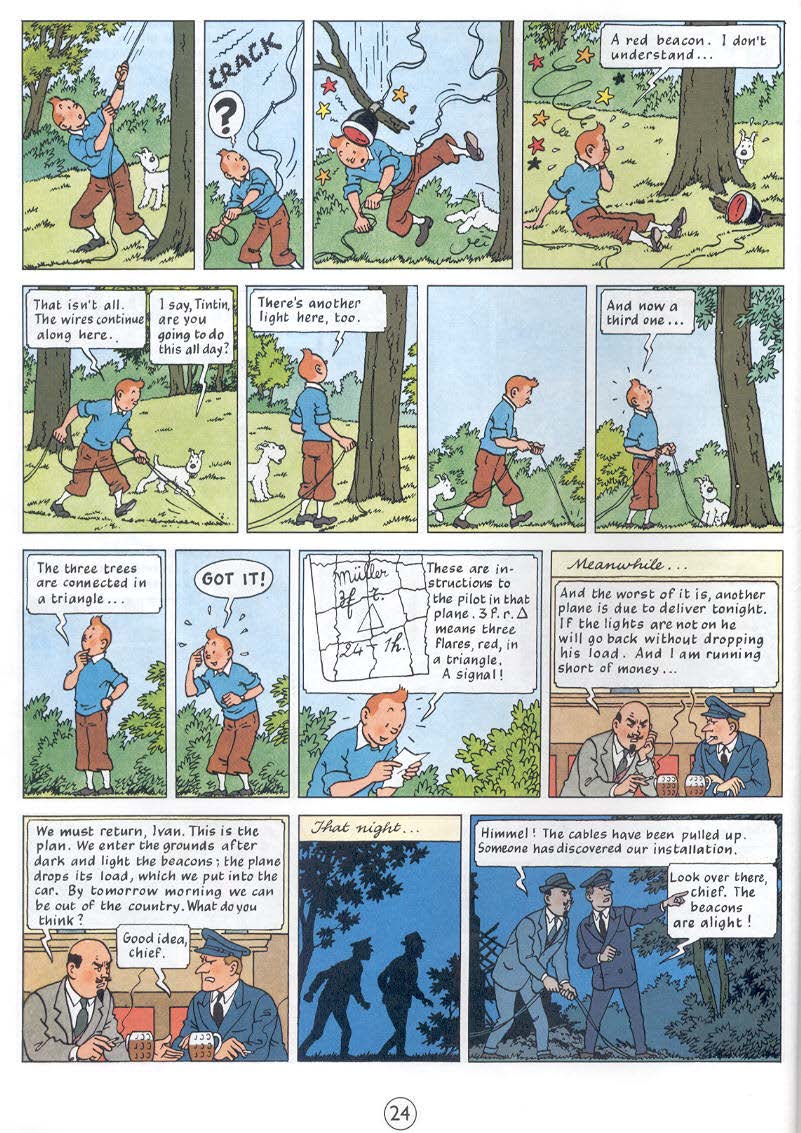 ?
CRACK
A red beacon. I don't
understand...
That isn't all.
The wires continue
along here..
I say, Tintin,
are you
going to do
this all day?
There's another
light here, too.
And now a
third one...
The three trees
are connected in
a triangle...
GOT IT!
Müller
3f. r.
△
24 - 1h.
These are in-
structions to
the pilot in that
plane. 3 F. r. △
means three
flares, red, in
a triangle.
A signal!
Meanwhile...
And the worst of it is, another
plane is due to deliver tonight.
If the lights are not on he
will go back without dropping
his load. And I am running
short of money...
We must return, Ivan. This is the
plan. We enter the grounds after
dark and light the beacons; the plane
drops its load, which we put into the
car. By tomorrow morning we can
be out of the country. What do you
think?
Good idea,
chief.
That night...
Himmel! The cables have been pulled up.
Someone has discovered our installation.
Look over there,
chief. The
beacons
are alight!
24